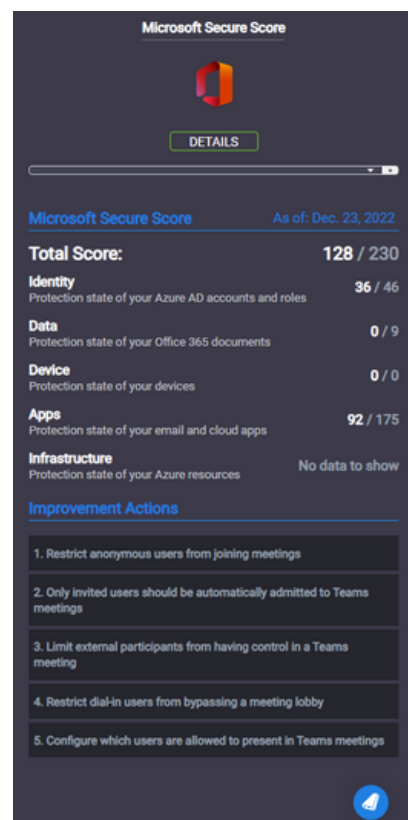 Microsoft Secure Score
DETAILS
Microsoft Secure Score As of: Dec. 23, 2022
Total Score: 128 / 230
Identity 36 / 46
Protection state of your Azure AD accounts and roles
Data 0 / 9
Protection state of your Office 365 documents
Device 0 / 0
Protection state of your devices
Apps 92 / 175
Protection state of your email and cloud apps
Infrastructure No data to show
Protection state of your Azure resources
Improvement Actions
1. Restrict anonymous users from joining meetings
2. Only invited users should be automatically admitted to Teams
meetings
3. Limit external participants from having control in a Teams
meeting
4. Restrict dial-in users from bypassing a meeting lobby
5. Configure which users are allowed to present in Teams meetings